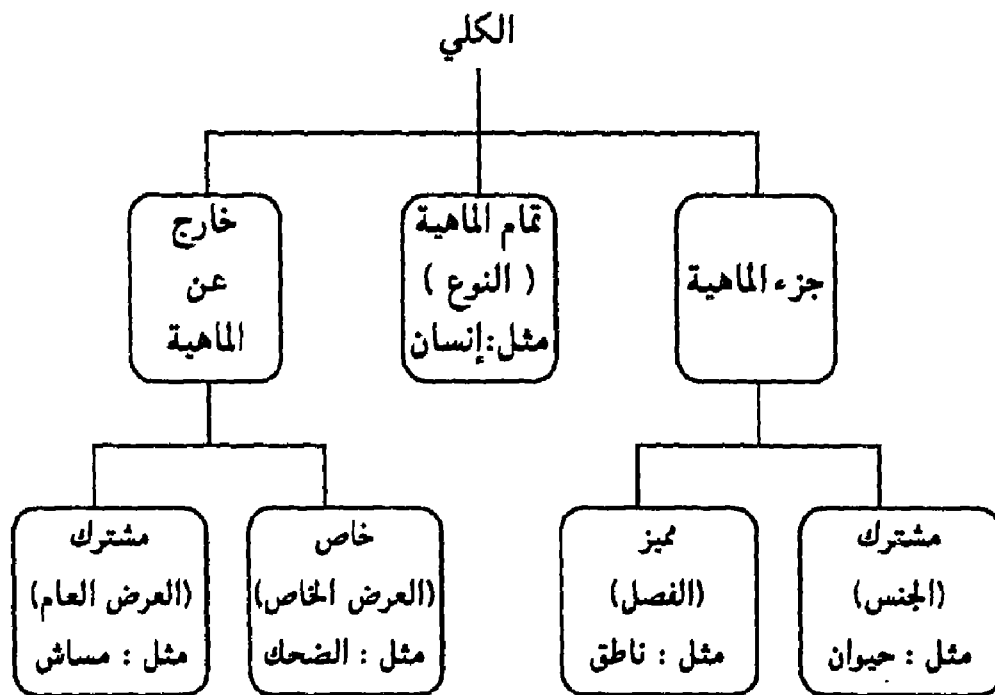 الكلي
جزء الماهية
تمام الماهية
( النوع )
مثل: إنسان
خارج
عن
الماهية
مشترك
(الجنس)
مثل : حيوان
مميز
(الفصل)
مثل : ناطق
خاص
(العرض الخاص)
مثل : الضحك
مشترك
(العرض العام)
مثل : مساش